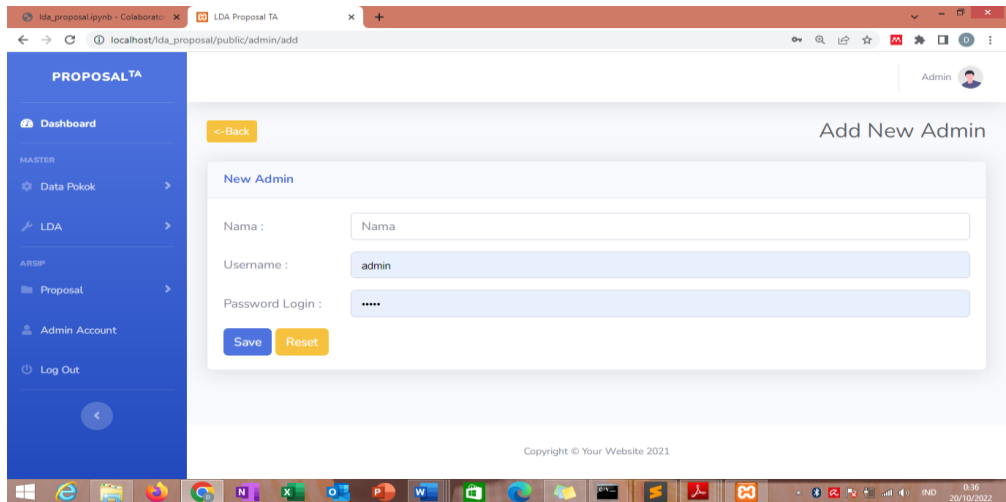 lda_proposal.ipynb - Colaborator
LDA Proposal TA
localhost/lda_proposal/public/admin/add
D
PROPOSALTA
Admin
Dashboard
<-Back
Add New Admin
MASTER
Data Pokok
New Admin
LDA
Nama :
Nama
ARSIP
Username :
admin
Proposal
Password Login :
•••••
Admin Account
Save
Reset
Log Out
Copyright © Your Website 2021
IND
0:36
20/10/2022